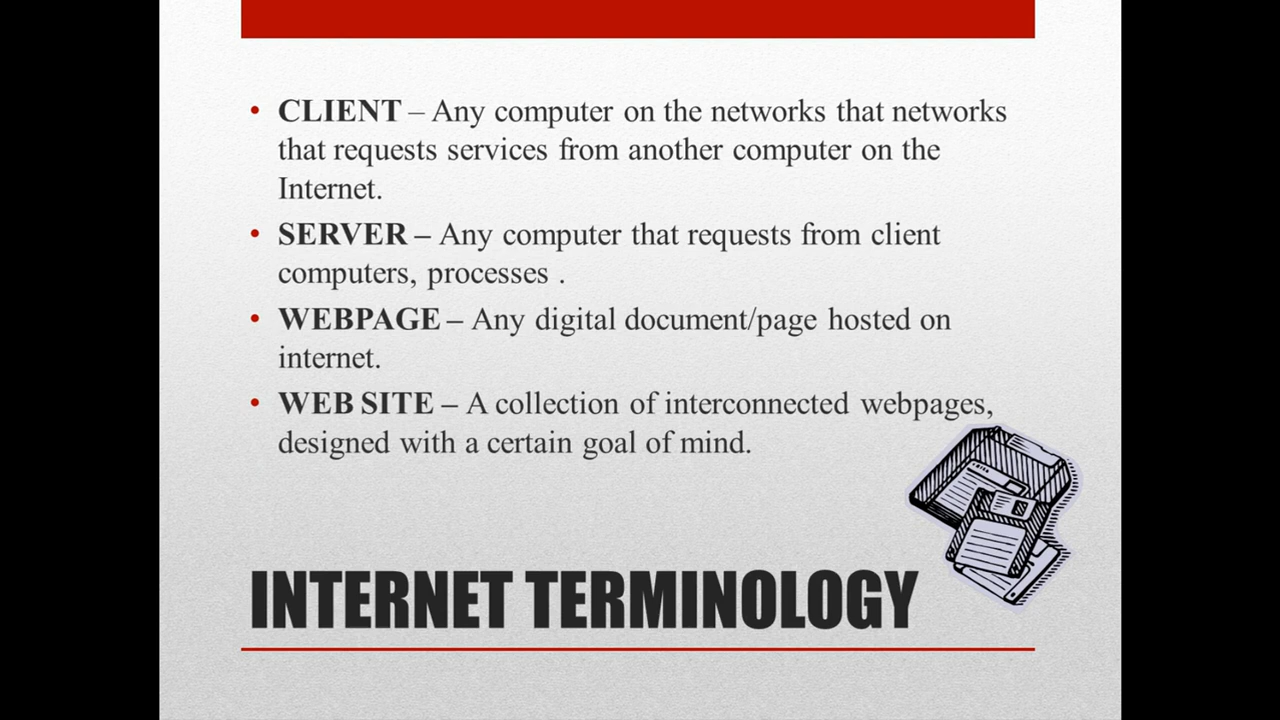 • CLIENT – Any computer on the networks that networks
that requests services from another computer on the
Internet.
• SERVER – Any computer that requests from client
computers, processes .
• WEBPAGE – Any digital document/page hosted on
internet.
• WEB SITE – A collection of interconnected webpages,
designed with a certain goal of mind.
INTERNET TERMINOLOGY